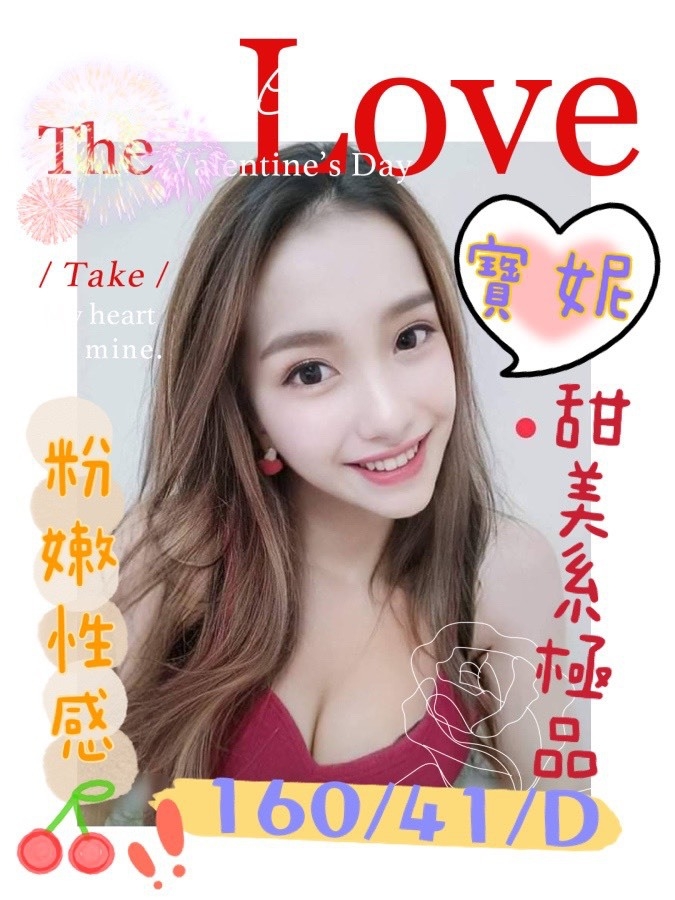 The Love
Valentine's Day
/ Take /
heart
mine.
寶妮
甜美系極品
粉嫩性感
160/41/D